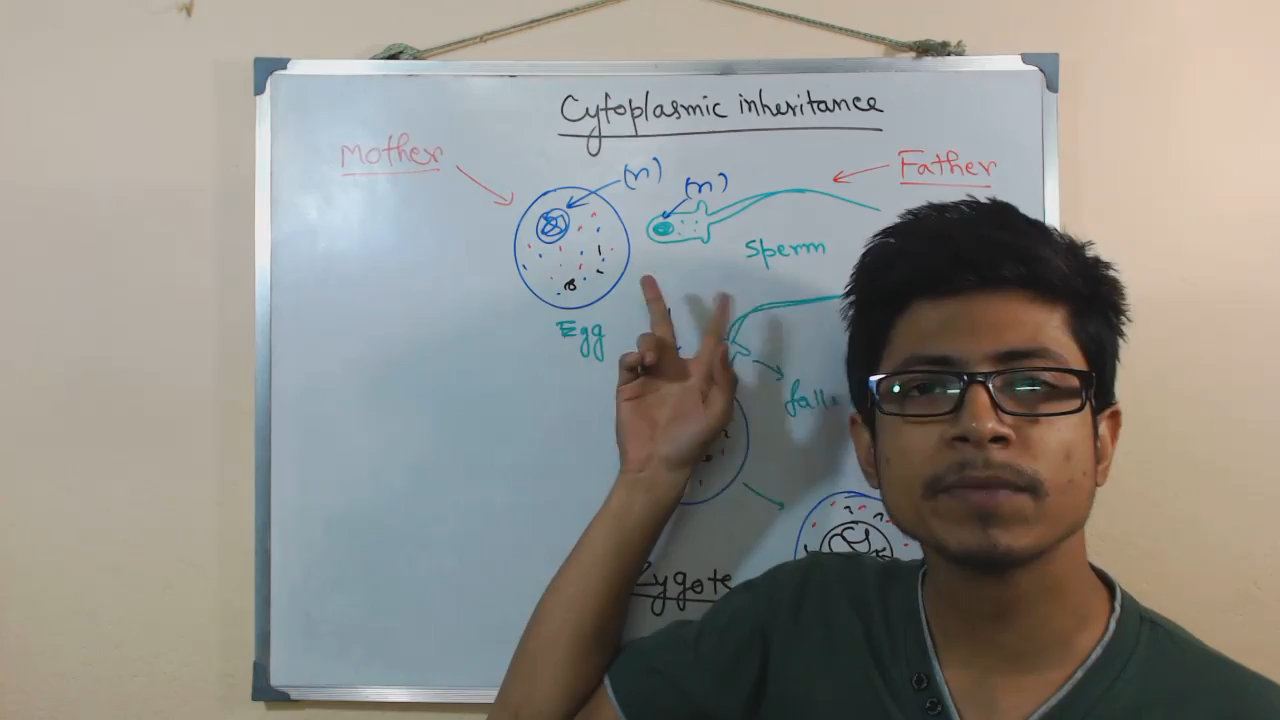 Cytoplasmic inheritance
Mother
Father
(n)
(n)
Sperm
Egg
Zygote